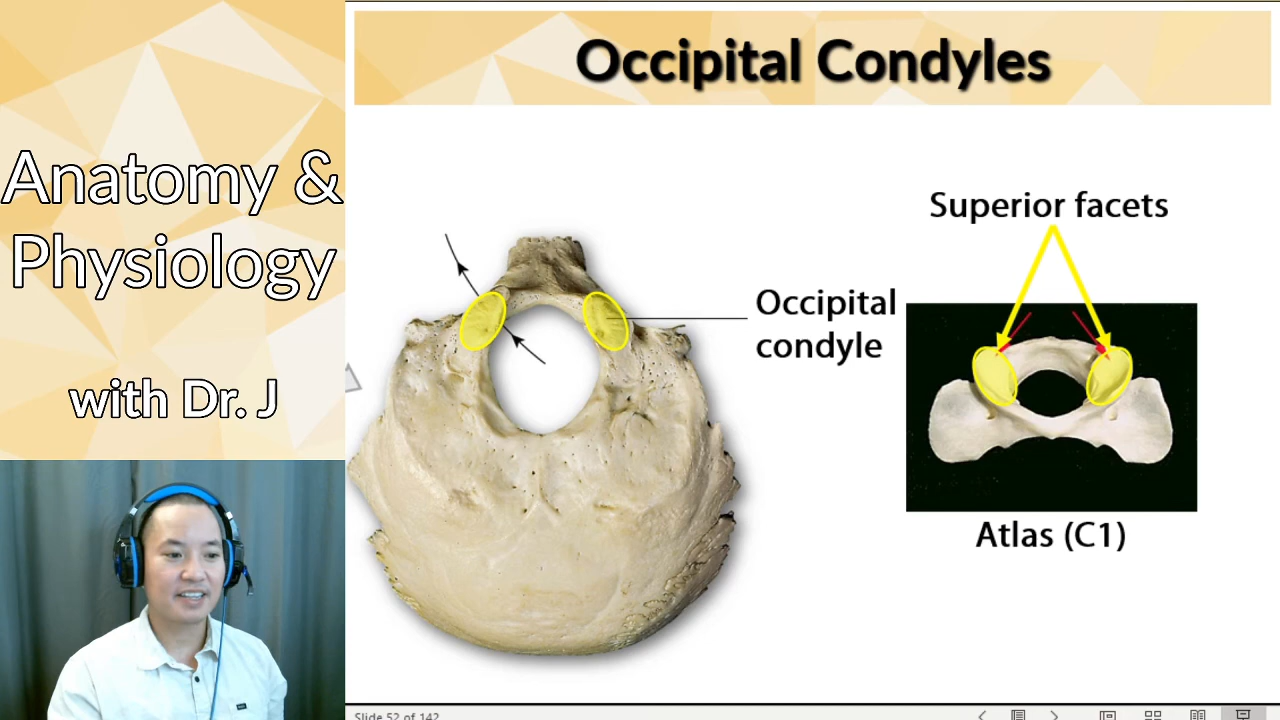 Anatomy &
Physiology
with Dr. J
Occipital Condyles
Superior facets
Occipital
condyle
Atlas (C1)
Slide 52 of 142